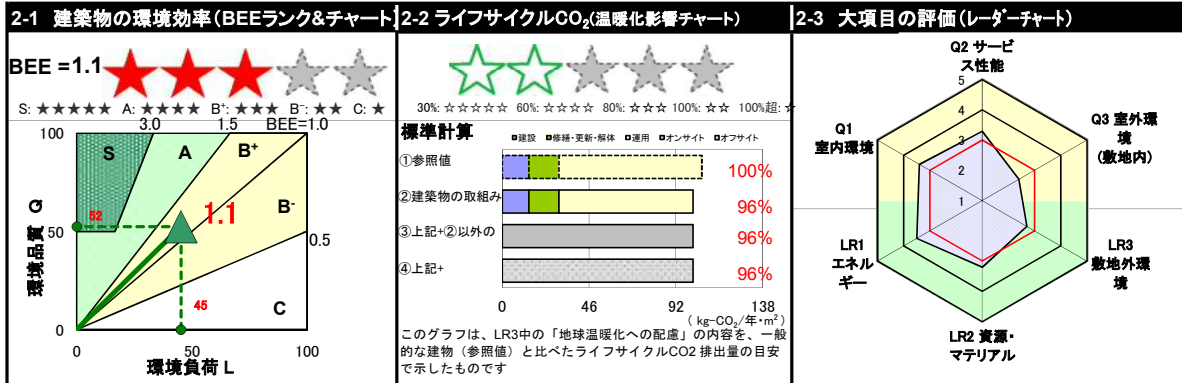 2-1 建築物の環境効率(BEEランク&チャート)
BEE =1.1
S: ★★★★★ A: ★★★★ B+: ★★★ B-: ★★ C: ★
3.0 1.5 BEE=1.0
100
S
A
B+
1.1
52
50
B-
0.5
45
C
0
0 50 100
環境品質 Q
環境負荷 L
2-2 ライフサイクルCO2(温暖化影響チャート)
30%: ☆☆☆☆☆ 60%: ☆☆☆☆ 80%: ☆☆☆ 100%: ☆☆ 100%超: ☆
標準計算
建設 修繕・更新・解体 運用 オンサイト オフサイト
①参照値 100%
②建築物の取組み 96%
③上記+②以外の 96%
④上記+ 96%
0 46 92 138
( kg-CO2/年・m2)
このグラフは、LR3中の「地球温暖化への配慮」の内容を、一般
的な建物(参照値)と比べたライフサイクルCO2 排出量の目安
で示したものです
2-3 大項目の評価(レーダーチャート)
Q2 サービ
ス性能
5
4
3
2
1
Q1
室内環境
Q3 室外環
境
(敷地内)
LR1
エネル
ギー
LR3
敷地外環
境
LR2 資源・
マテリアル